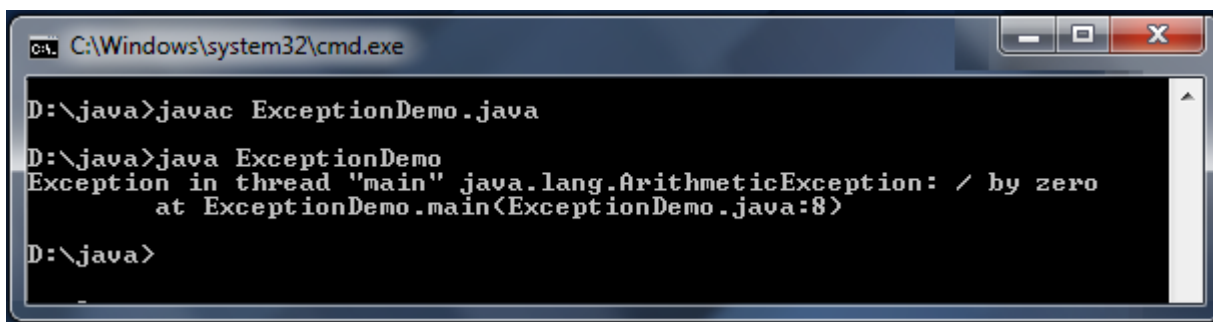 C:\Windows\system32\cmd.exe
D:\java>javac ExceptionDemo.java
D:\java>java ExceptionDemo
Exception in thread "main" java.lang.ArithmeticException: / by zero
at ExceptionDemo.main(ExceptionDemo.java:8)
D:\java>